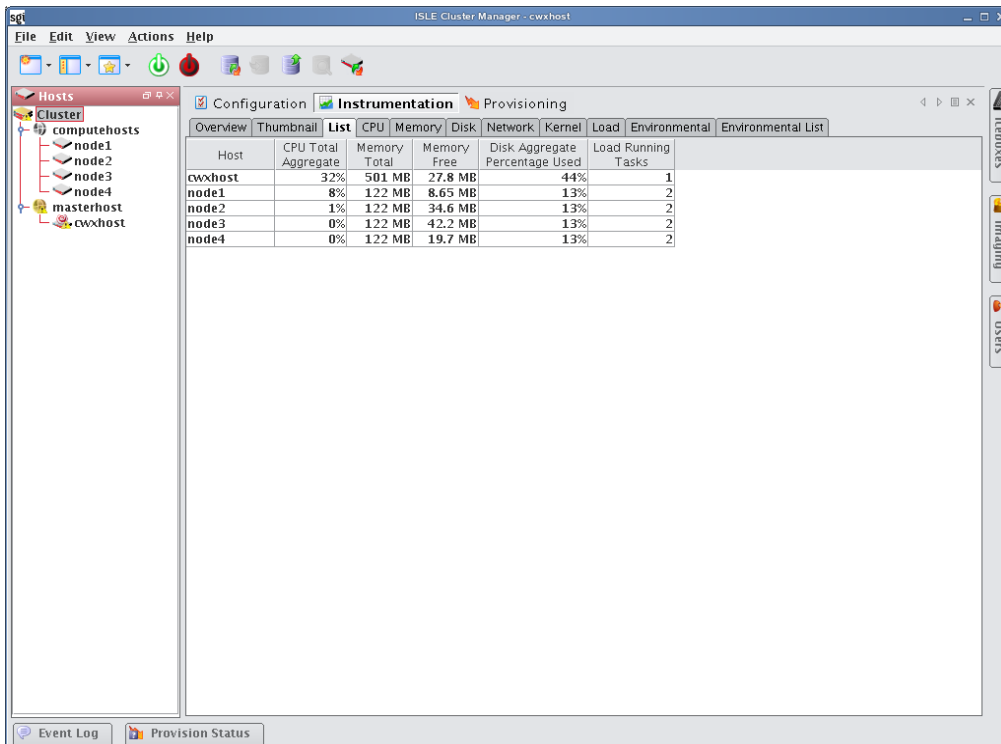 sgi
ISLE Cluster Manager - cwxhost
File Edit View Actions Help
Hosts
Cluster
computehosts
node1
node2
node3
node4
masterhost
cwxhost
Configuration Instrumentation Provisioning
Overview Thumbnail List CPU Memory Disk Network Kernel Load Environmental Environmental List
Host CPU Total Aggregate Memory Total Memory Free Disk Aggregate Percentage Used Load Running Tasks
cwxhost 32% 501 MB 27.8 MB 44% 1
node1 8% 122 MB 8.65 MB 13% 2
node2 1% 122 MB 34.6 MB 13% 2
node3 0% 122 MB 42.2 MB 13% 2
node4 0% 122 MB 19.7 MB 13% 2
Iceboxes
Imaging
Users
Event Log Provision Status